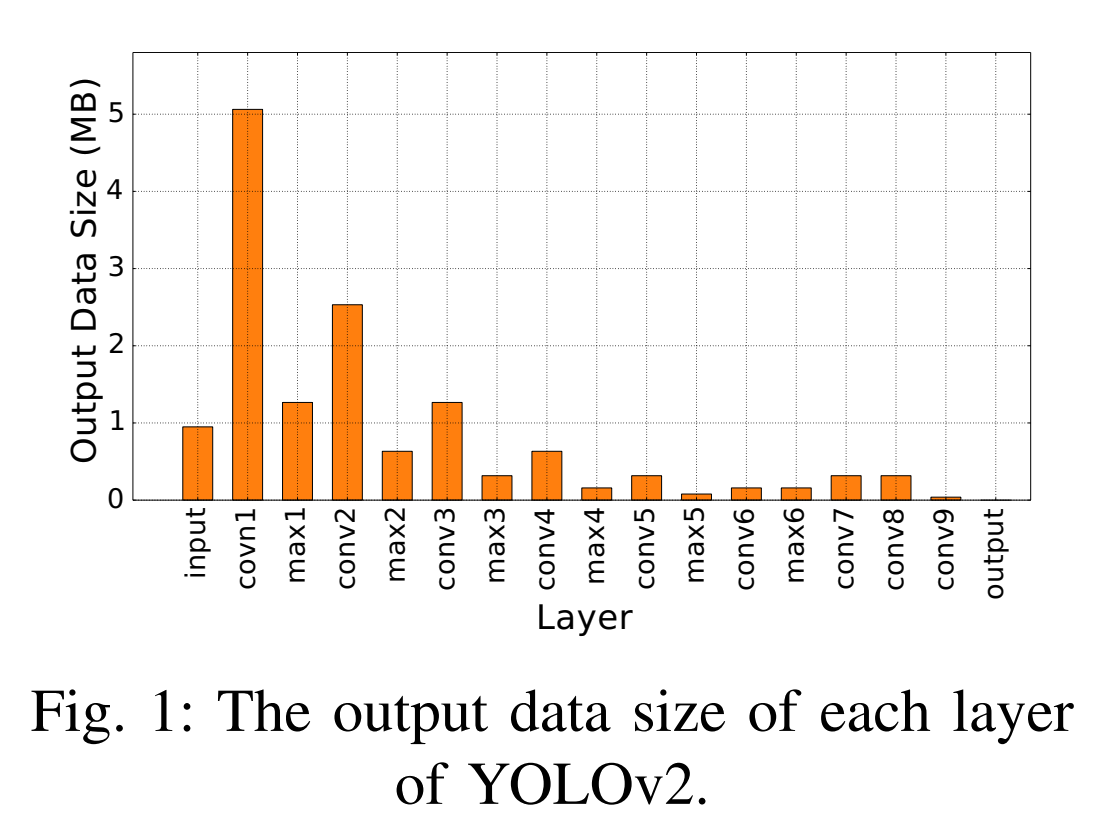 Output Data Size (MB)
5
4
3
2
1
0
input
covn1
max1
conv2
max2
conv3
max3
conv4
max4
conv5
max5
conv6
max6
conv7
conv8
conv9
output
Layer
Fig. 1: The output data size of each layer
of YOLOv2.